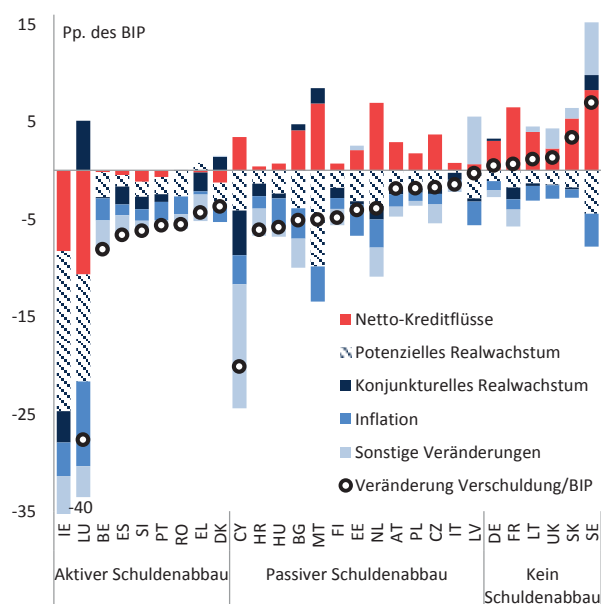 15
Pp. des BIP
5
-5
-15
-25
-35
Netto-Kreditflüsse
Potenzielles Realwachstum
Konjunkturelles Realwachstum
Inflation
Sonstige Veränderungen
Veränderung Verschuldung/BIP
-40
IE LU BE ES SI PT RO EL DK CY HR HU BG MT FI EE NL AT PL CZ IT LV DE FR LT UK SK SE
Aktiver Schuldenabbau Passiver Schuldenabbau Kein
Schuldenabbau